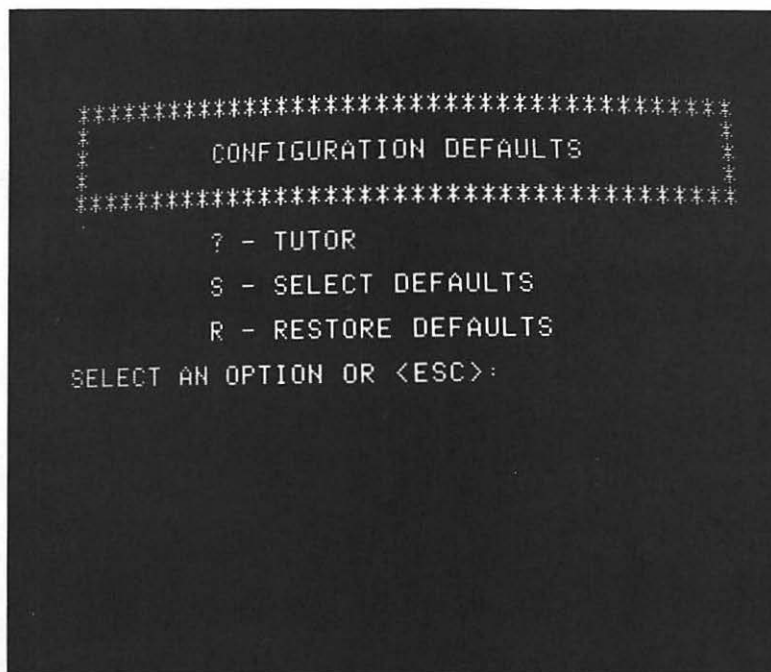 *******************************************
* CONFIGURATION DEFAULTS *
*******************************************
? - TUTOR
S - SELECT DEFAULTS
R - RESTORE DEFAULTS
SELECT AN OPTION OR <ESC>: